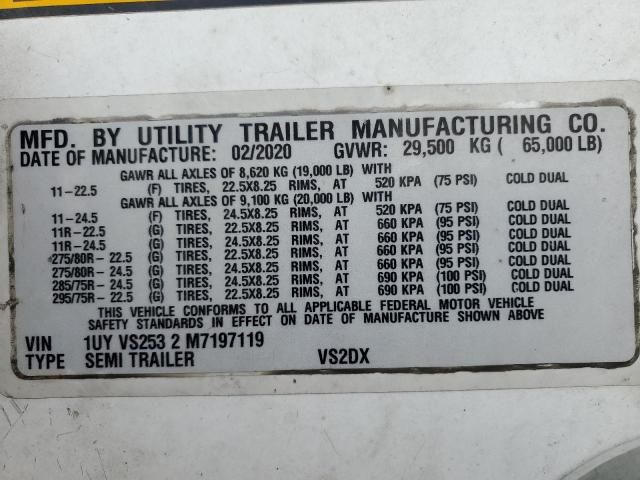 MFD. BY UTILITY TRAILER MANUFACTURING CO.
DATE OF MANUFACTURE: 02/2020 GVWR: 29,500 KG ( 65,000 LB)
GAWR ALL AXLES OF 8,620 KG (19,000 LB) WITH
11-22.5 (F) TIRES, 22.5X8.25 RIMS, AT 520 KPA (75 PSI) COLD DUAL
GAWR ALL AXLES OF 9,100 KG (20,000 LB) WITH
11-24.5 (F) TIRES, 24.5X8.25 RIMS, AT 520 KPA (75 PSI) COLD DUAL
11R-22.5 (G) TIRES, 22.5X8.25 RIMS, AT 660 KPA (95 PSI) COLD DUAL
11R-24.5 (G) TIRES, 24.5X8.25 RIMS, AT 660 KPA (95 PSI) COLD DUAL
275/80R- 22.5 (G) TIRES, 22.5X8.25 RIMS, AT 660 KPA (95 PSI) COLD DUAL
275/80R- 24.5 (G) TIRES, 24.5X8.25 RIMS, AT 660 KPA (95 PSI) COLD DUAL
285/75R- 24.5 (G) TIRES, 24.5X8.25 RIMS, AT 690 KPA (100 PSI) COLD DUAL
295/75R- 22.5 (G) TIRES, 22.5X8.25 RIMS, AT 690 KPA (100 PSI) COLD DUAL
THIS VEHICLE CONFORMS TO ALL APPLICABLE FEDERAL MOTOR VEHICLE
SAFETY STANDARDS IN EFFECT ON DATE OF MANUFACTURE SHOWN ABOVE
VIN 1UY VS253 2 M7197119
TYPE SEMI TRAILER VS2DX